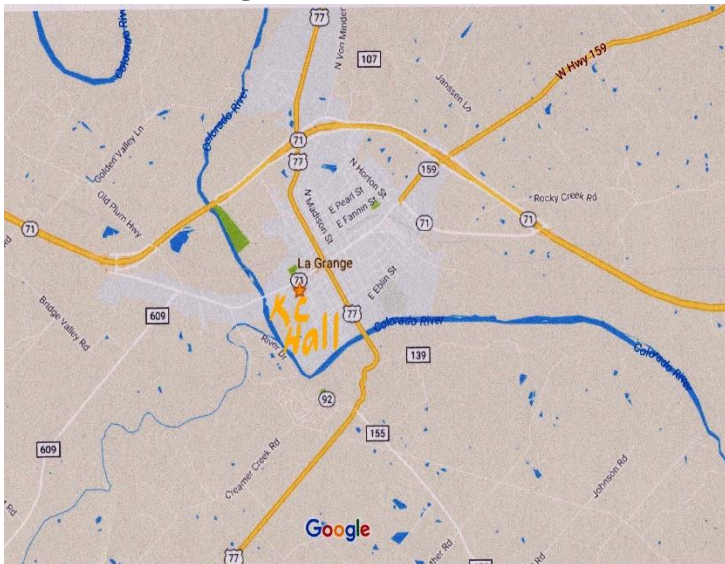 77
Colorado River
N Von Minder
107
W Hwy 159
Janssen Ln
Colorado River
Golden Valley Ln
71
77
N Horton St
159
Old Plum Hwy
E Pearl St
E Fannin St
Rocky Creek Rd
N Madison St
71
71
71
La Grange
71
E Eblin St
KC
Hall
609
77
Colorado River
Bridge Valley Rd
River Dr
139
Colorado River
92
155
609
Creamer Creek Rd
Johnson Rd
Google
77
Rd